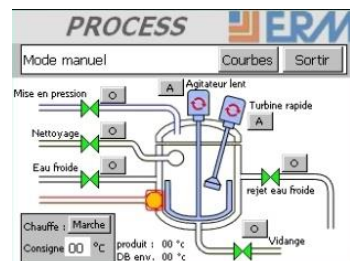 PROCESS ERM
Mode manuel Courbes Sortir
A Agitateur lent
Mise en pression O
Turbine rapide
A
Nettoyage O
Eau froide O
O
rejet eau froide
Chauffe : Marche
O
Consigne 00 °C
produit : 00 °c
Vidange
DB env. 00 °c